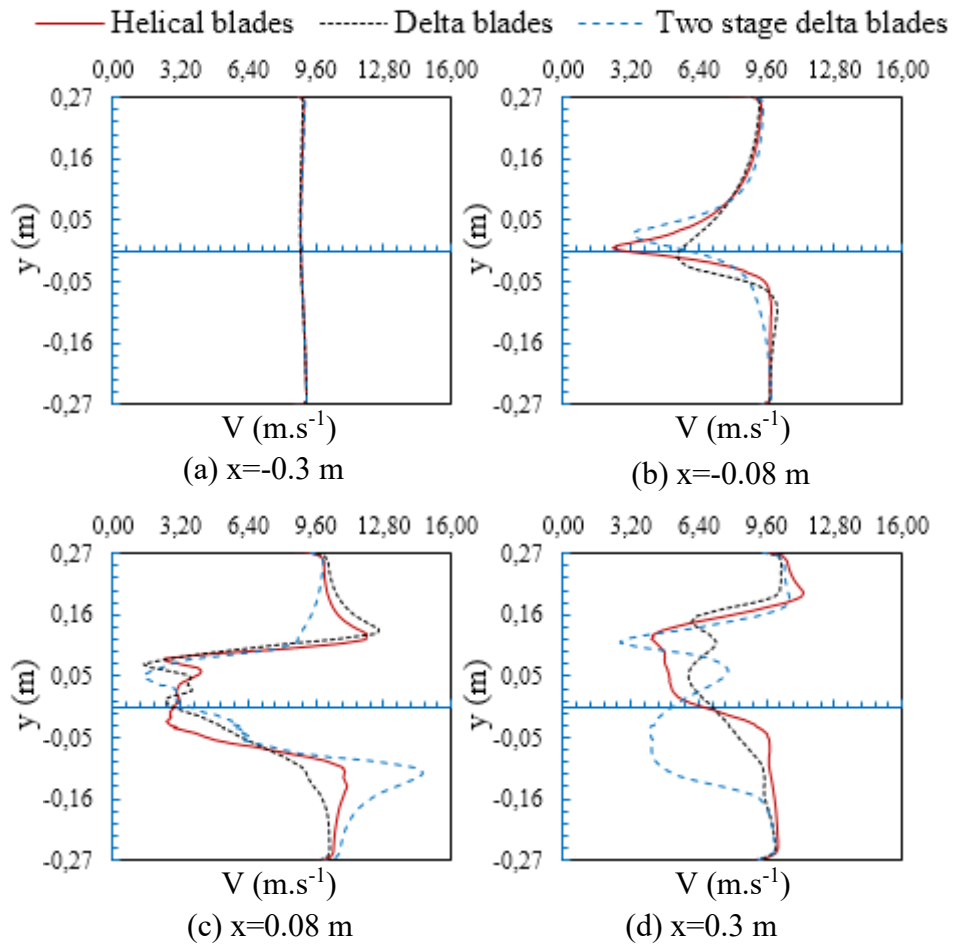 Helical blades Delta blades Two stage delta blades
0,00 3,20 6,40 9,60 12,80 16,00
0,27
0,16
0,05
-0,05
-0,16
-0,27
y (m)
V (m.s-1)
(a) x=-0.3 m
0,00 3,20 6,40 9,60 12,80 16,00
0,27
0,16
0,05
-0,05
-0,16
-0,27
y (m)
V (m.s-1)
(b) x=-0.08 m
0,00 3,20 6,40 9,60 12,80 16,00
0,27
0,16
0,05
-0,05
-0,16
-0,27
y (m)
V (m.s-1)
(c) x=0.08 m
0,00 3,20 6,40 9,60 12,80 16,00
0,27
0,16
0,05
-0,05
-0,16
-0,27
y (m)
V (m.s-1)
(d) x=0.3 m